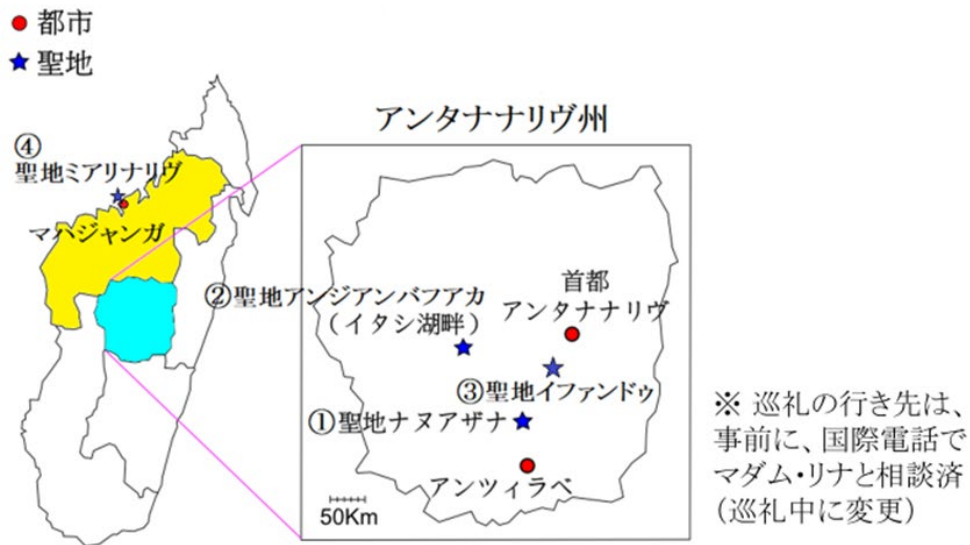 都市
聖地
アンタナナリヴ州
④
聖地ミアリナリヴ
マハジャンガ
②聖地アンジアンバフアカ
（イタシ湖畔）
首都
アンタナナリヴ
③聖地イファンドゥ
①聖地ナヌアザナ
アンツィラベ
50Km
※ 巡礼の行き先は、
事前に、国際電話で
マダム・リナと相談済
（巡礼中に変更）